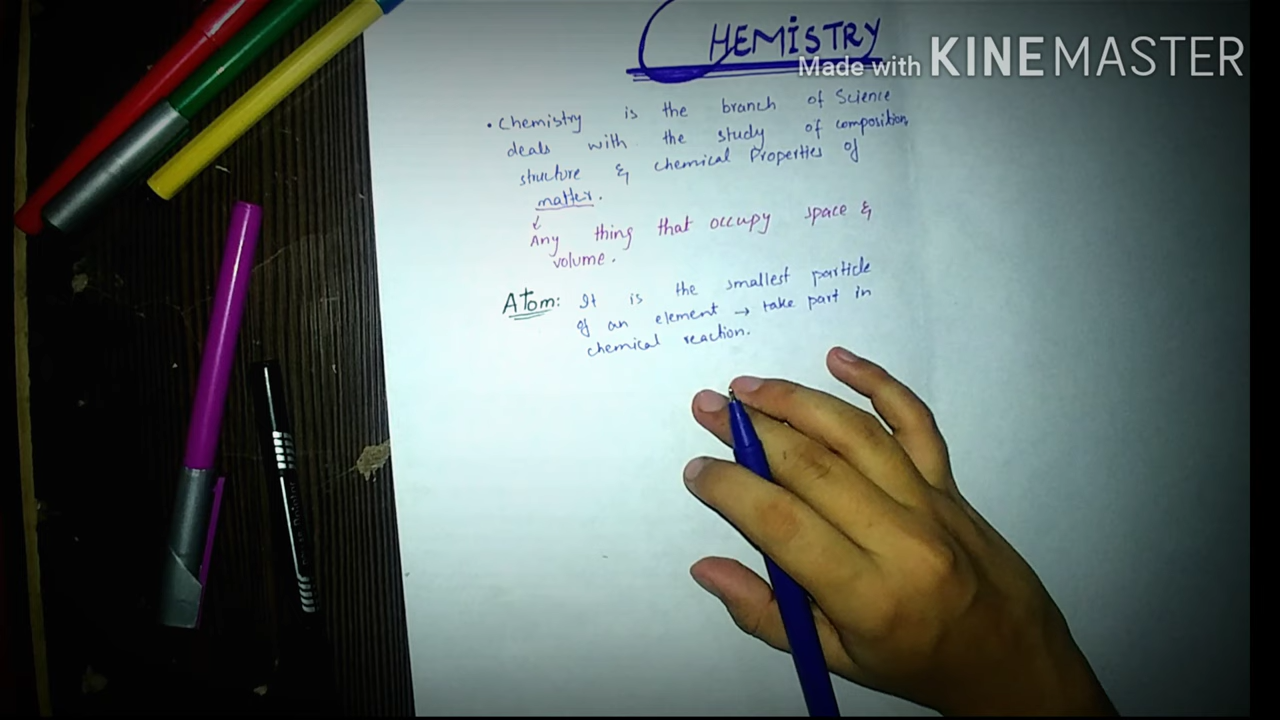 CHEMISTRY
Made with KINEMASTER
• Chemistry is the branch of Science
deals with the study of composition,
structure & chemical Properties of
matter.
Any thing that occupy space &
volume.
Atom: It is the smallest particle
of an element → take part in
chemical reaction.